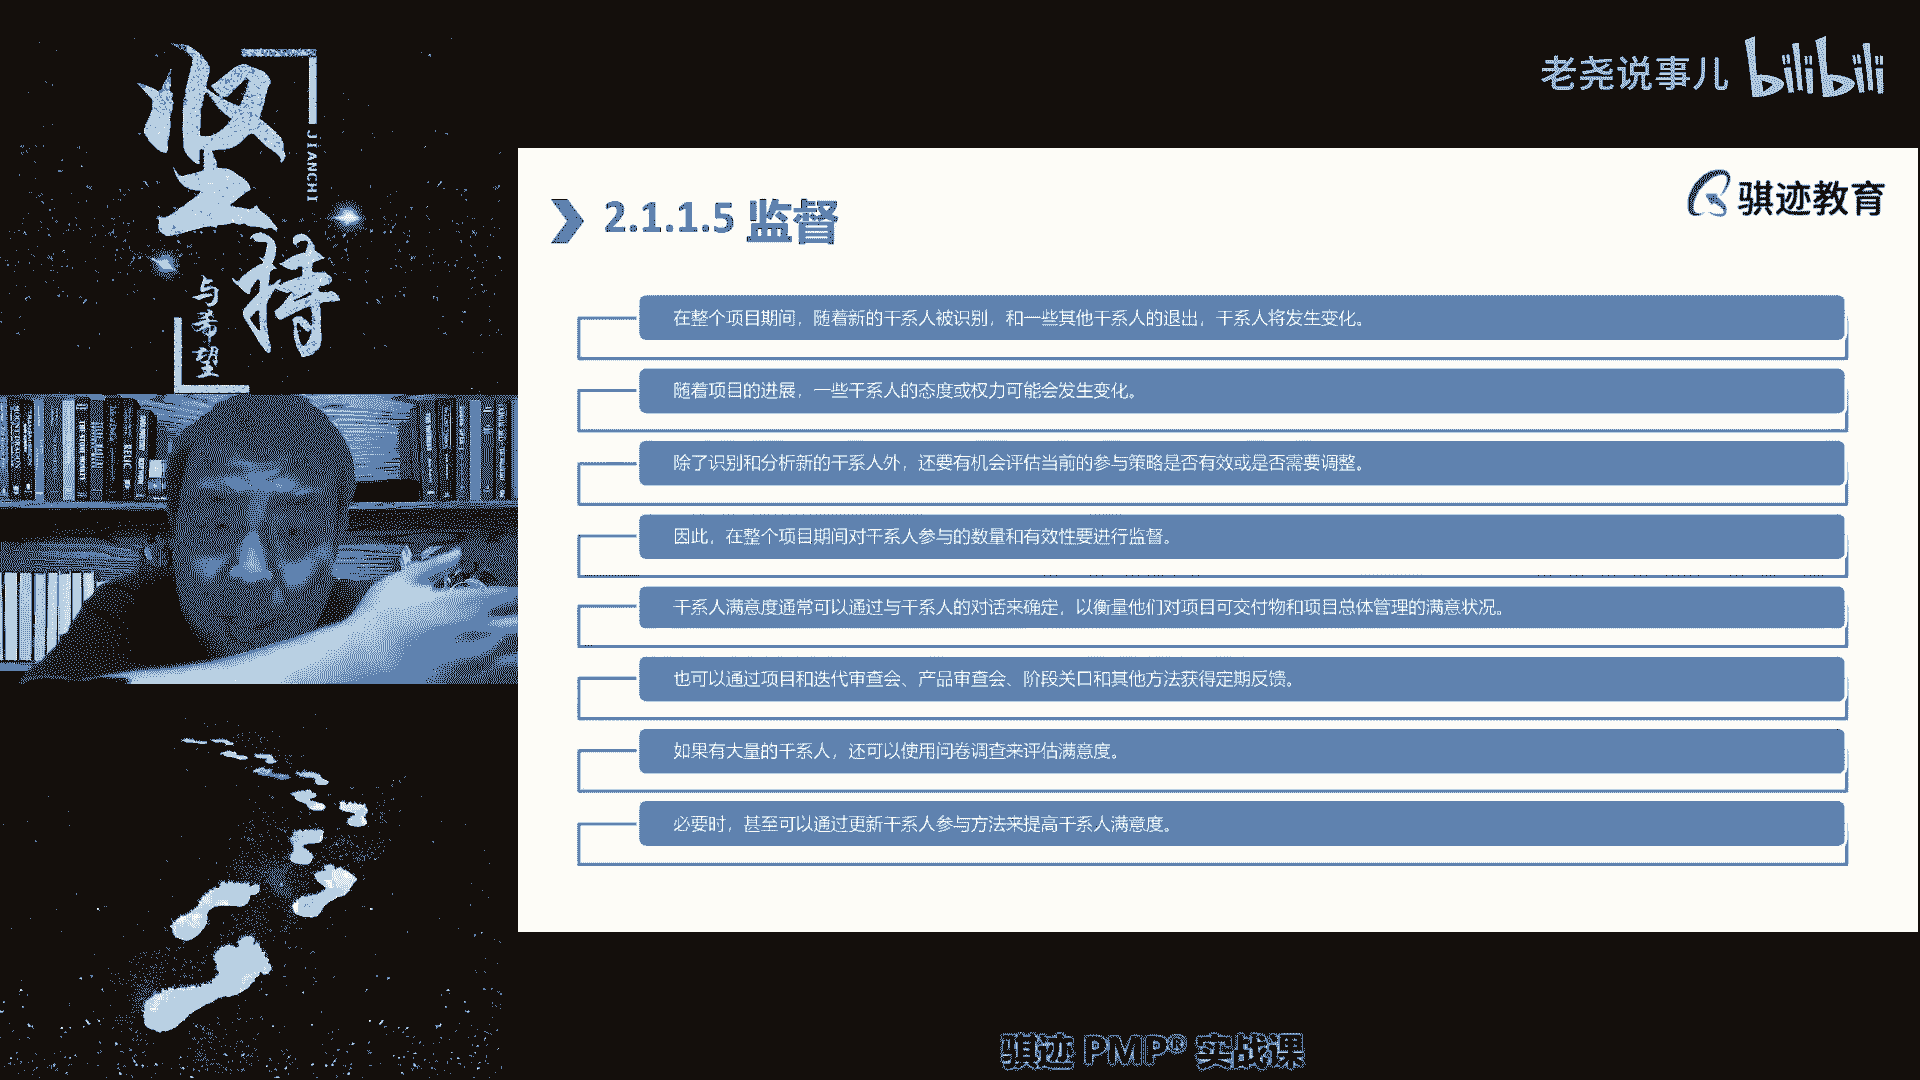 坚持
JIANCHI
与希望
老尧说事儿 bilibili
骐迹教育
2.1.1.5 监督
在整个项目期间，随着新的干系人被识别，和一些其他干系人的退出，干系人将发生变化。
随着项目的进展，一些干系人的态度或权力可能会发生变化。
除了识别和分析新的干系人外，还要有机会评估当前的参与策略是否有效或是否需要调整。
因此，在整个项目期间对干系人参与的数量和有效性要进行监督。
干系人满意度通常可以通过与干系人的对话来确定，以衡量他们对项目可交付物和项目总体管理的满意状况。
也可以通过项目和迭代审查会、产品审查会、阶段关口和其他方法获得定期反馈。
如果有大量的干系人，还可以使用问卷调查来评估满意度。
必要时，甚至可以通过更新干系人参与方法来提高干系人满意度。
骐迹 PMP® 实战课